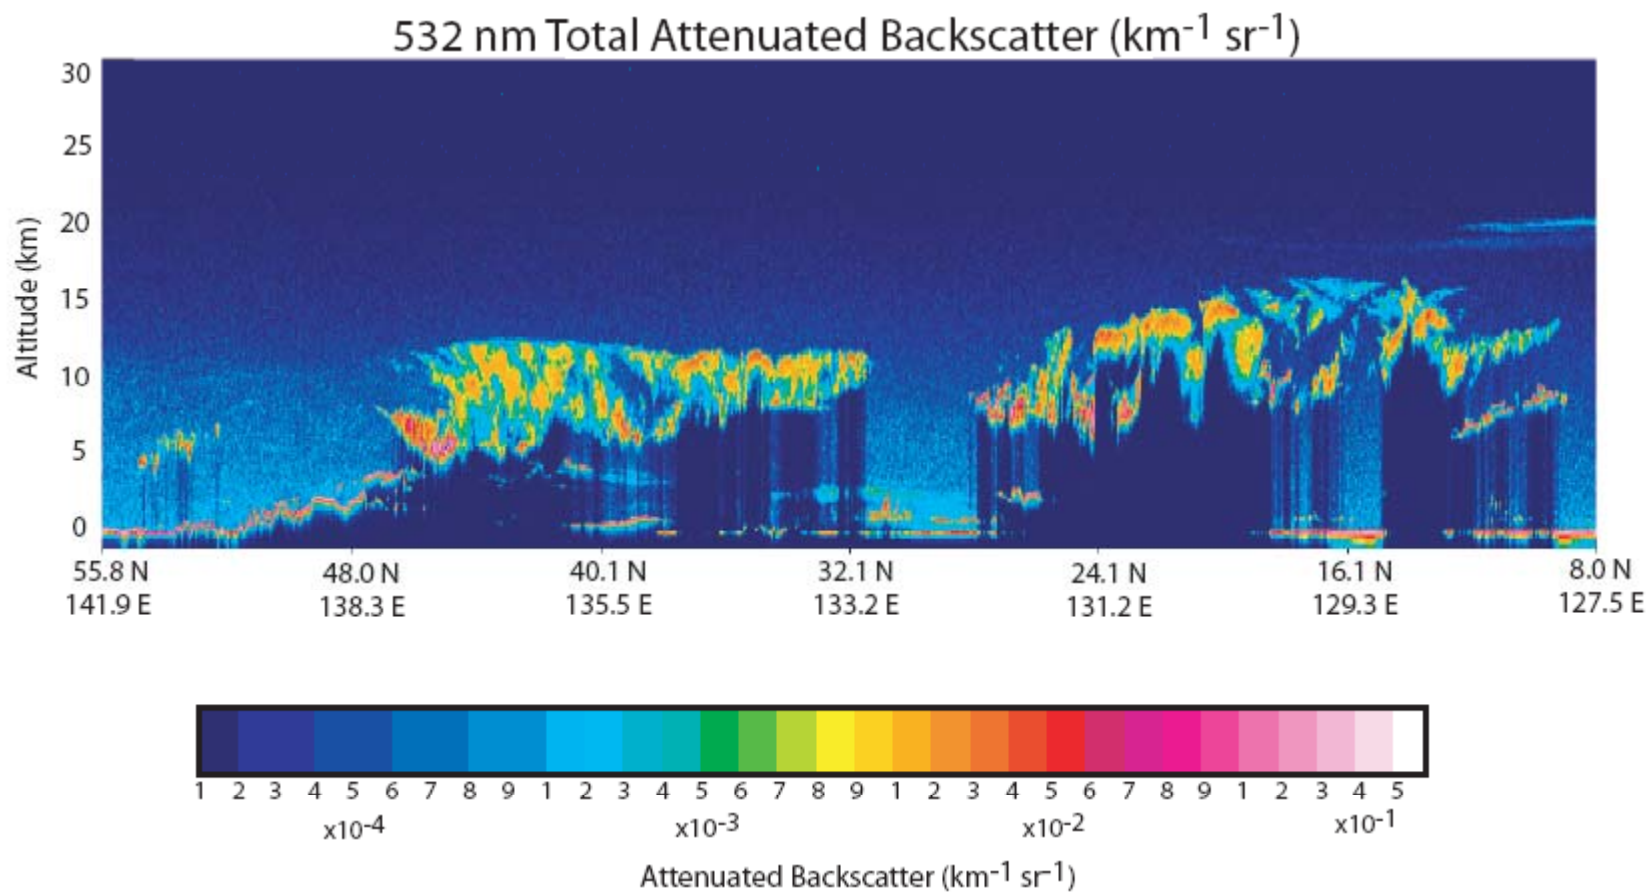 532 nm Total Attenuated Backscatter (km-1 sr-1)
30
25
20
15
10
5
0
Altitude (km)
55.8 N 48.0 N 40.1 N 32.1 N 24.1 N 16.1 N 8.0 N
141.9 E 138.3 E 135.5 E 133.2 E 131.2 E 129.3 E 127.5 E
1 2 3 4 5 6 7 8 9 1 2 3 4 5 6 7 8 9 1 2 3 4 5 6 7 8 9 1 2 3 4 5
x10-4 x10-3 x10-2 x10-1
Attenuated Backscatter (km-1 sr-1)